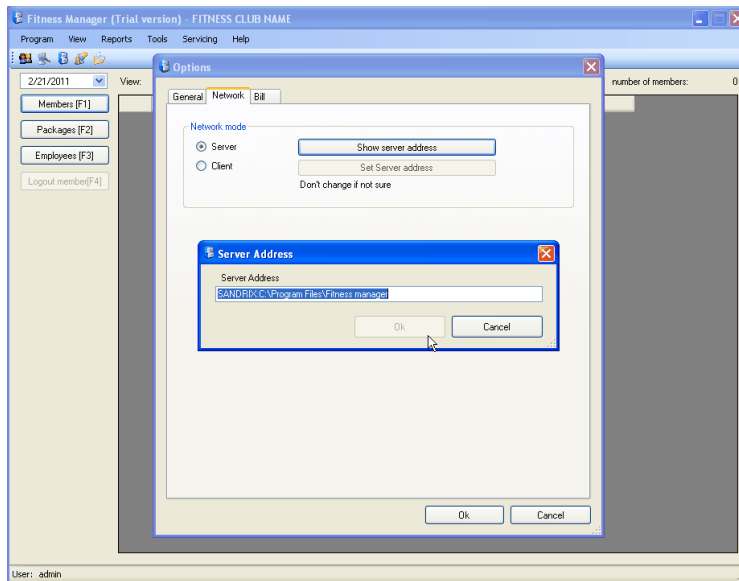 Fitness Manager (Trial version) - FITNESS CLUB NAME
Program View Reports Tools Servicing Help
2/21/2011 View: number of members: 0
Members [F1]
Packages [F2]
Employees [F3]
Logout member[F4]
Options
General Network Bill
Network mode
Server Show server address
Client Set Server address
Don't change if not sure
Server Address
Server Address
SANDRIX:C:\Program Files\Fitness manager
Ok Cancel
Ok Cancel
User: admin